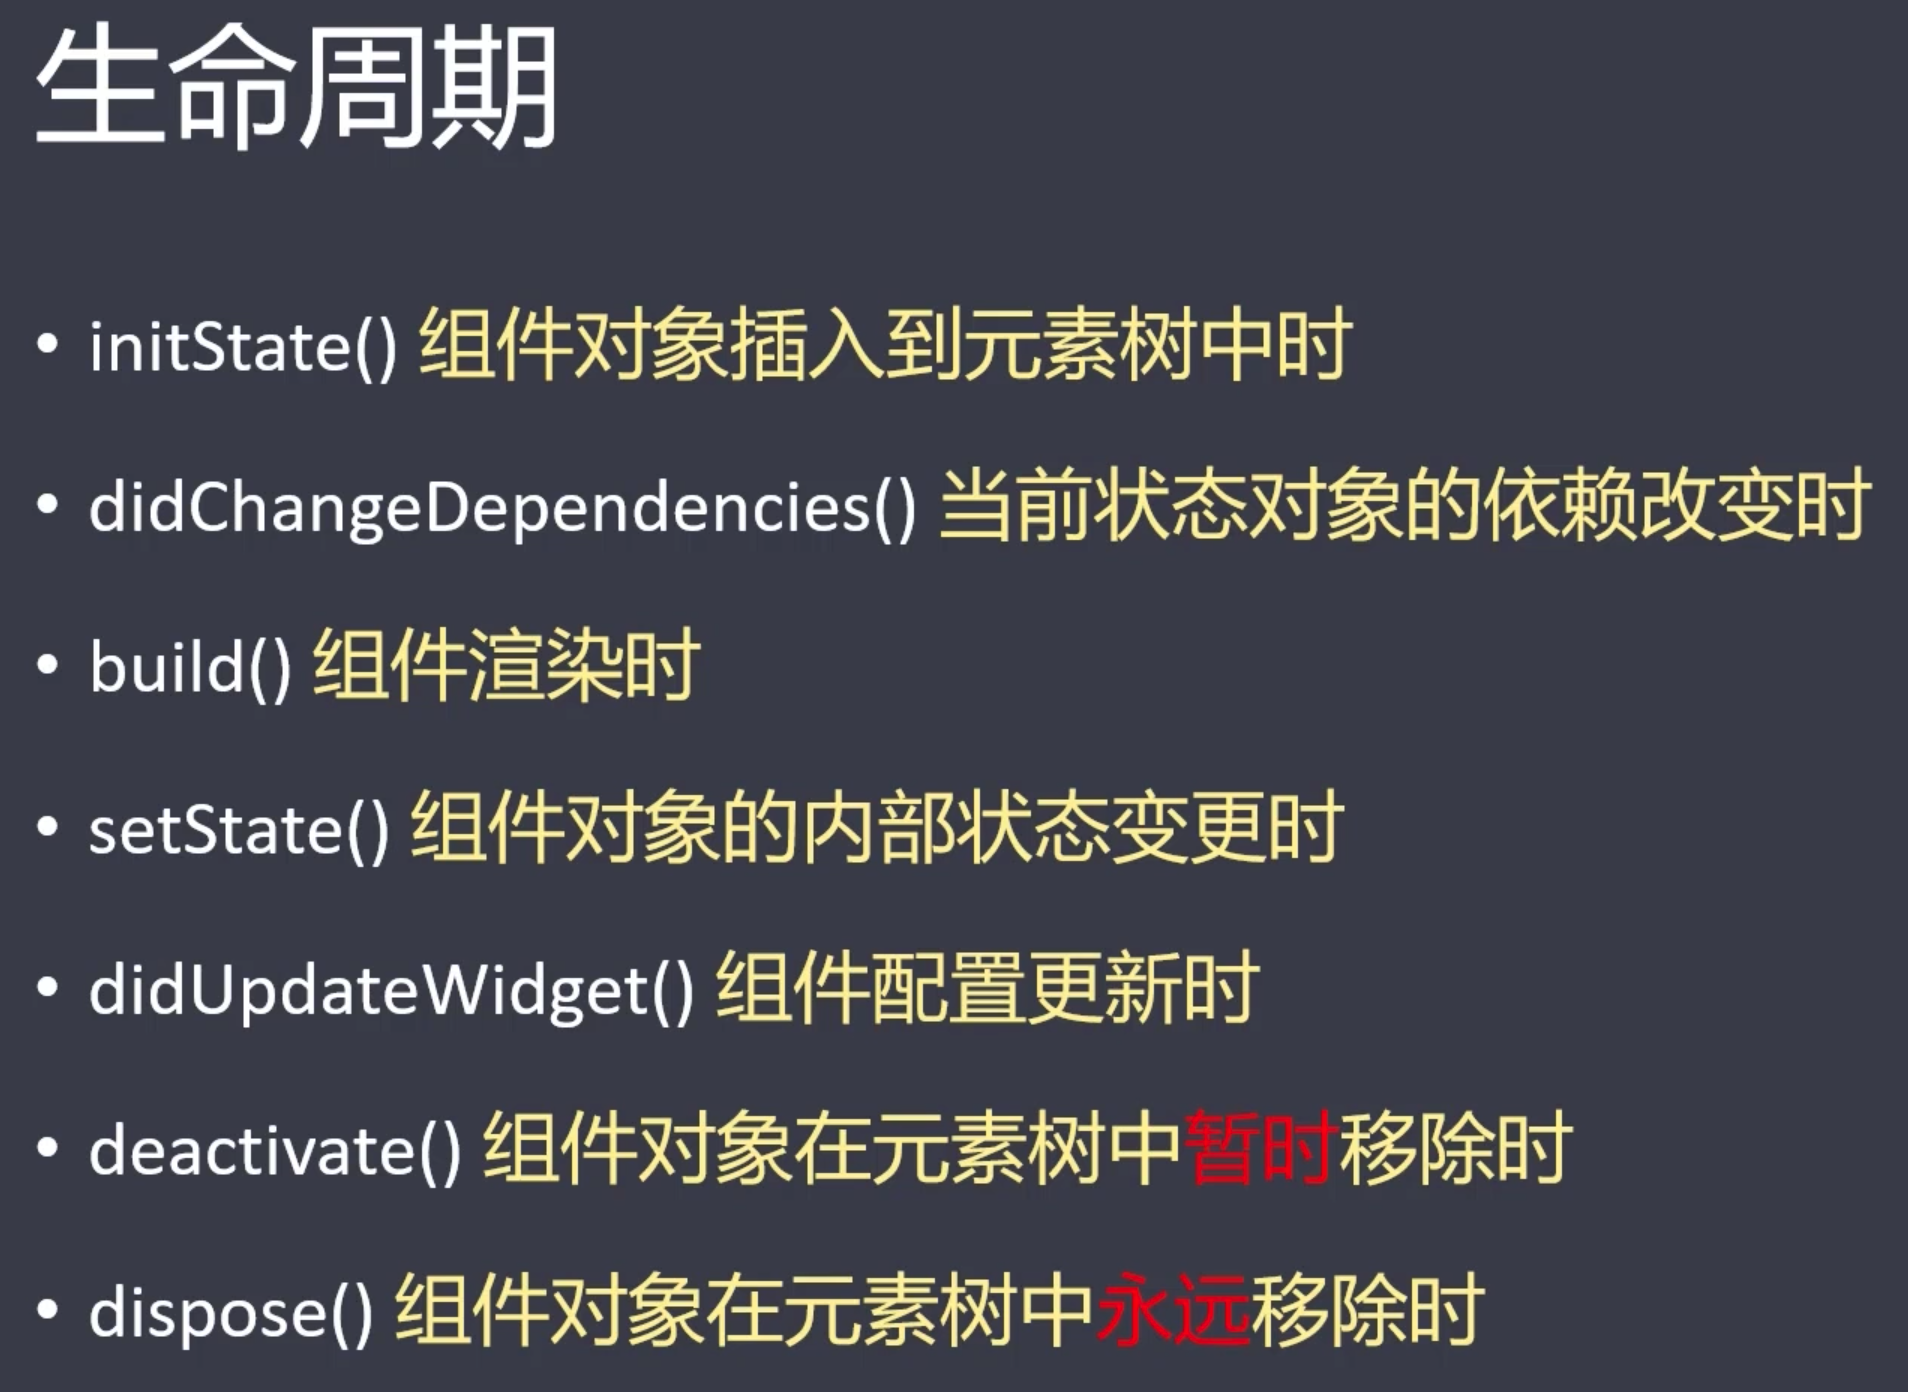 生命周期
• initState() 组件对象插入到元素树中时
• didChangeDependencies() 当前状态对象的依赖改变时
• build() 组件渲染时
• setState() 组件对象的内部状态变更时
• didUpdateWidget() 组件配置更新时
• deactivate() 组件对象在元素树中暂时移除时
• dispose() 组件对象在元素树中永远移除时